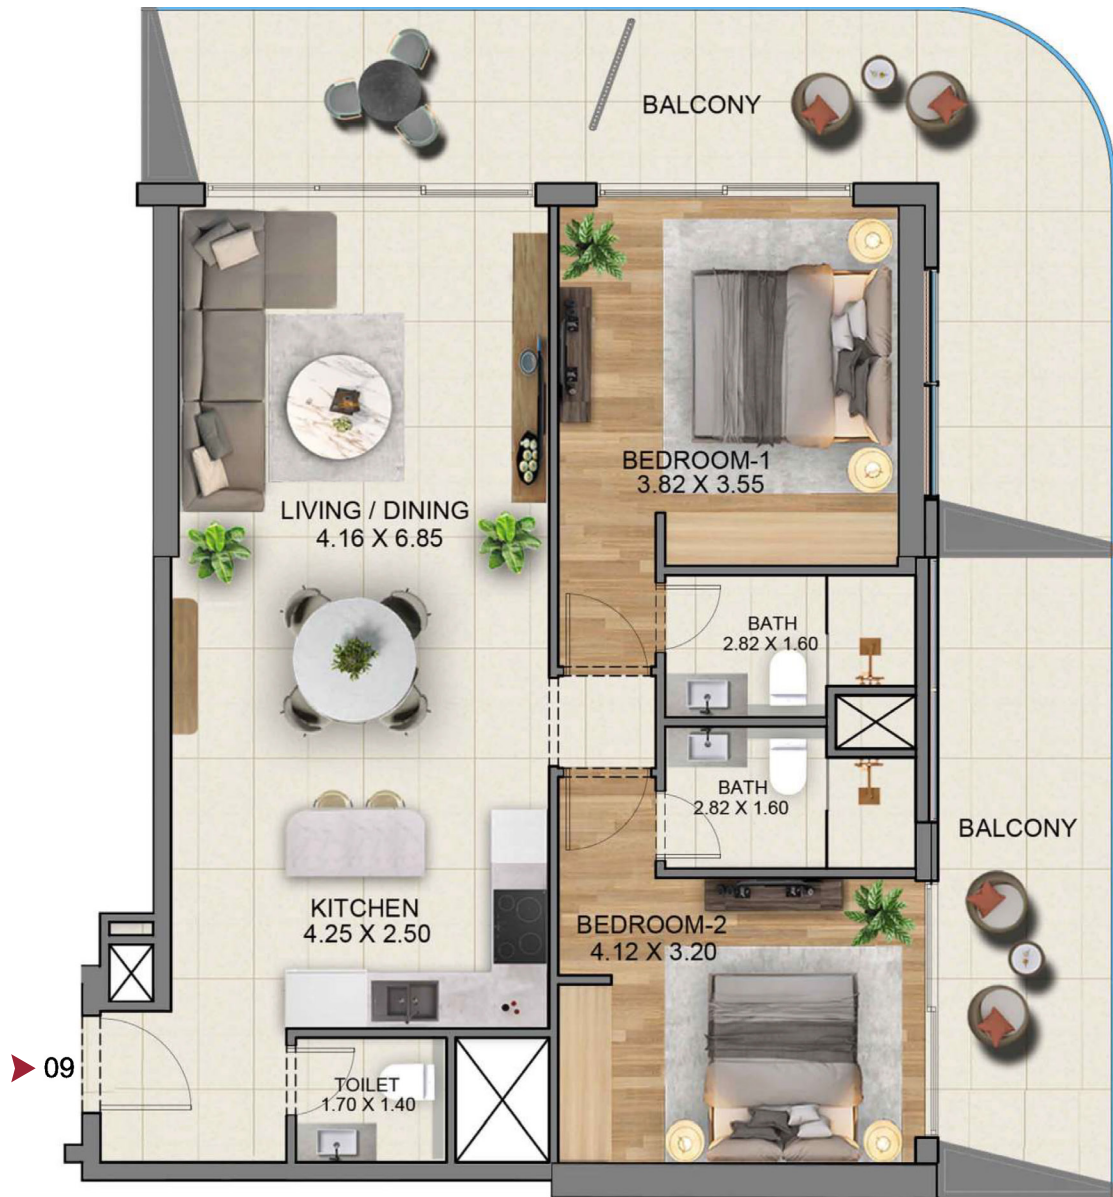 BALCONY
BEDROOM-1
3.82 X 3.55
LIVING / DINING
4.16 X 6.85
BATH
2.82 X 1.60
BATH
2.82 X 1.60
BALCONY
KITCHEN
4.25 X 2.50
BEDROOM-2
4.12 X 3.20
09
TOILET
1.70 X 1.40